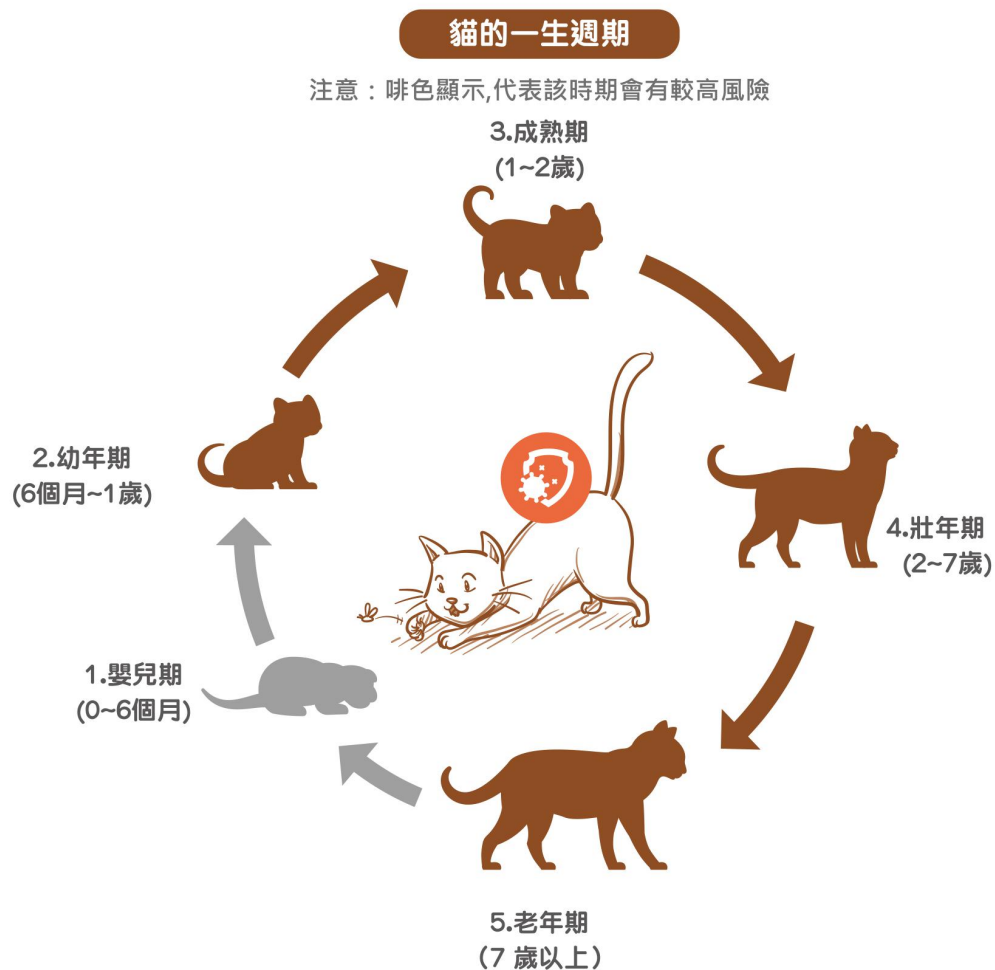 貓的一生週期
注意：啡色顯示,代表該時期會有較高風險
3.成熟期
(1~2歲)
2.幼年期
(6個月~1歲)
4.壯年期
(2~7歲)
1.嬰兒期
(0~6個月)
5.老年期
（7 歲以上）